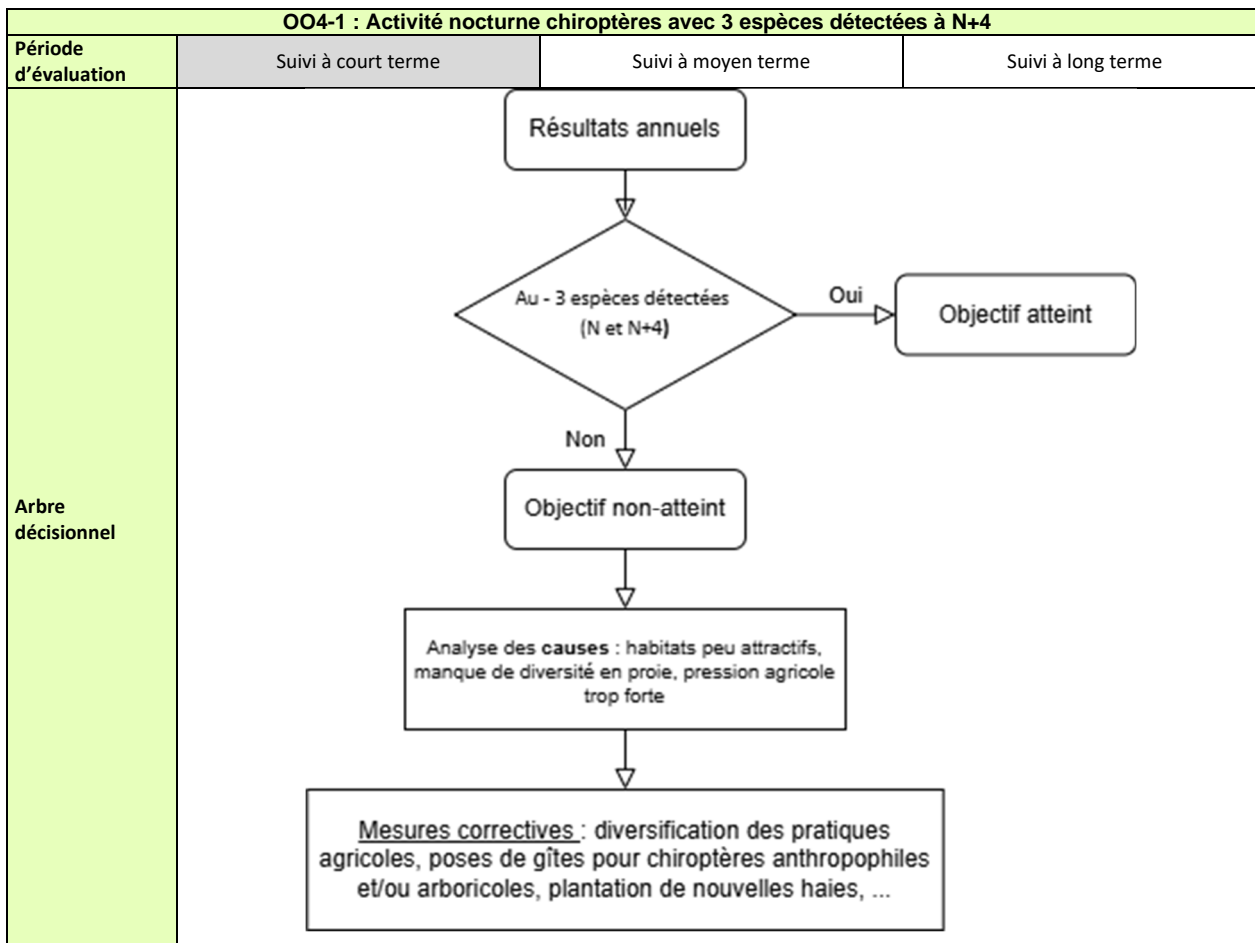 OO4-1 : Activité nocturne chiroptères avec 3 espèces détectées à N+4
Période
d'évaluation
Suivi à court terme
Suivi à moyen terme
Suivi à long terme
Arbre
décisionnel
Résultats annuels
Au - 3 espèces détectées
(N et N+4)
Oui
Objectif atteint
Non
Objectif non-atteint
Analyse des causes : habitats peu attractifs,
manque de diversité en proie, pression agricole
trop forte
Mesures correctives : diversification des pratiques
agricoles, poses de gîtes pour chiroptères anthropophiles
et/ou arboricoles, plantation de nouvelles haies, ...